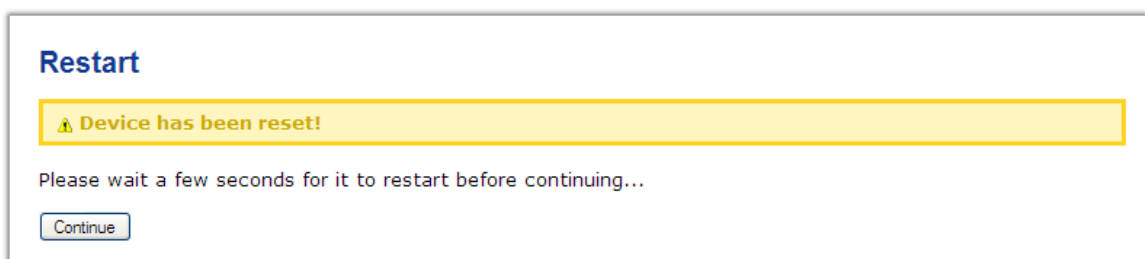 Restart
Device has been reset!
Please wait a few seconds for it to restart before continuing...
Continue